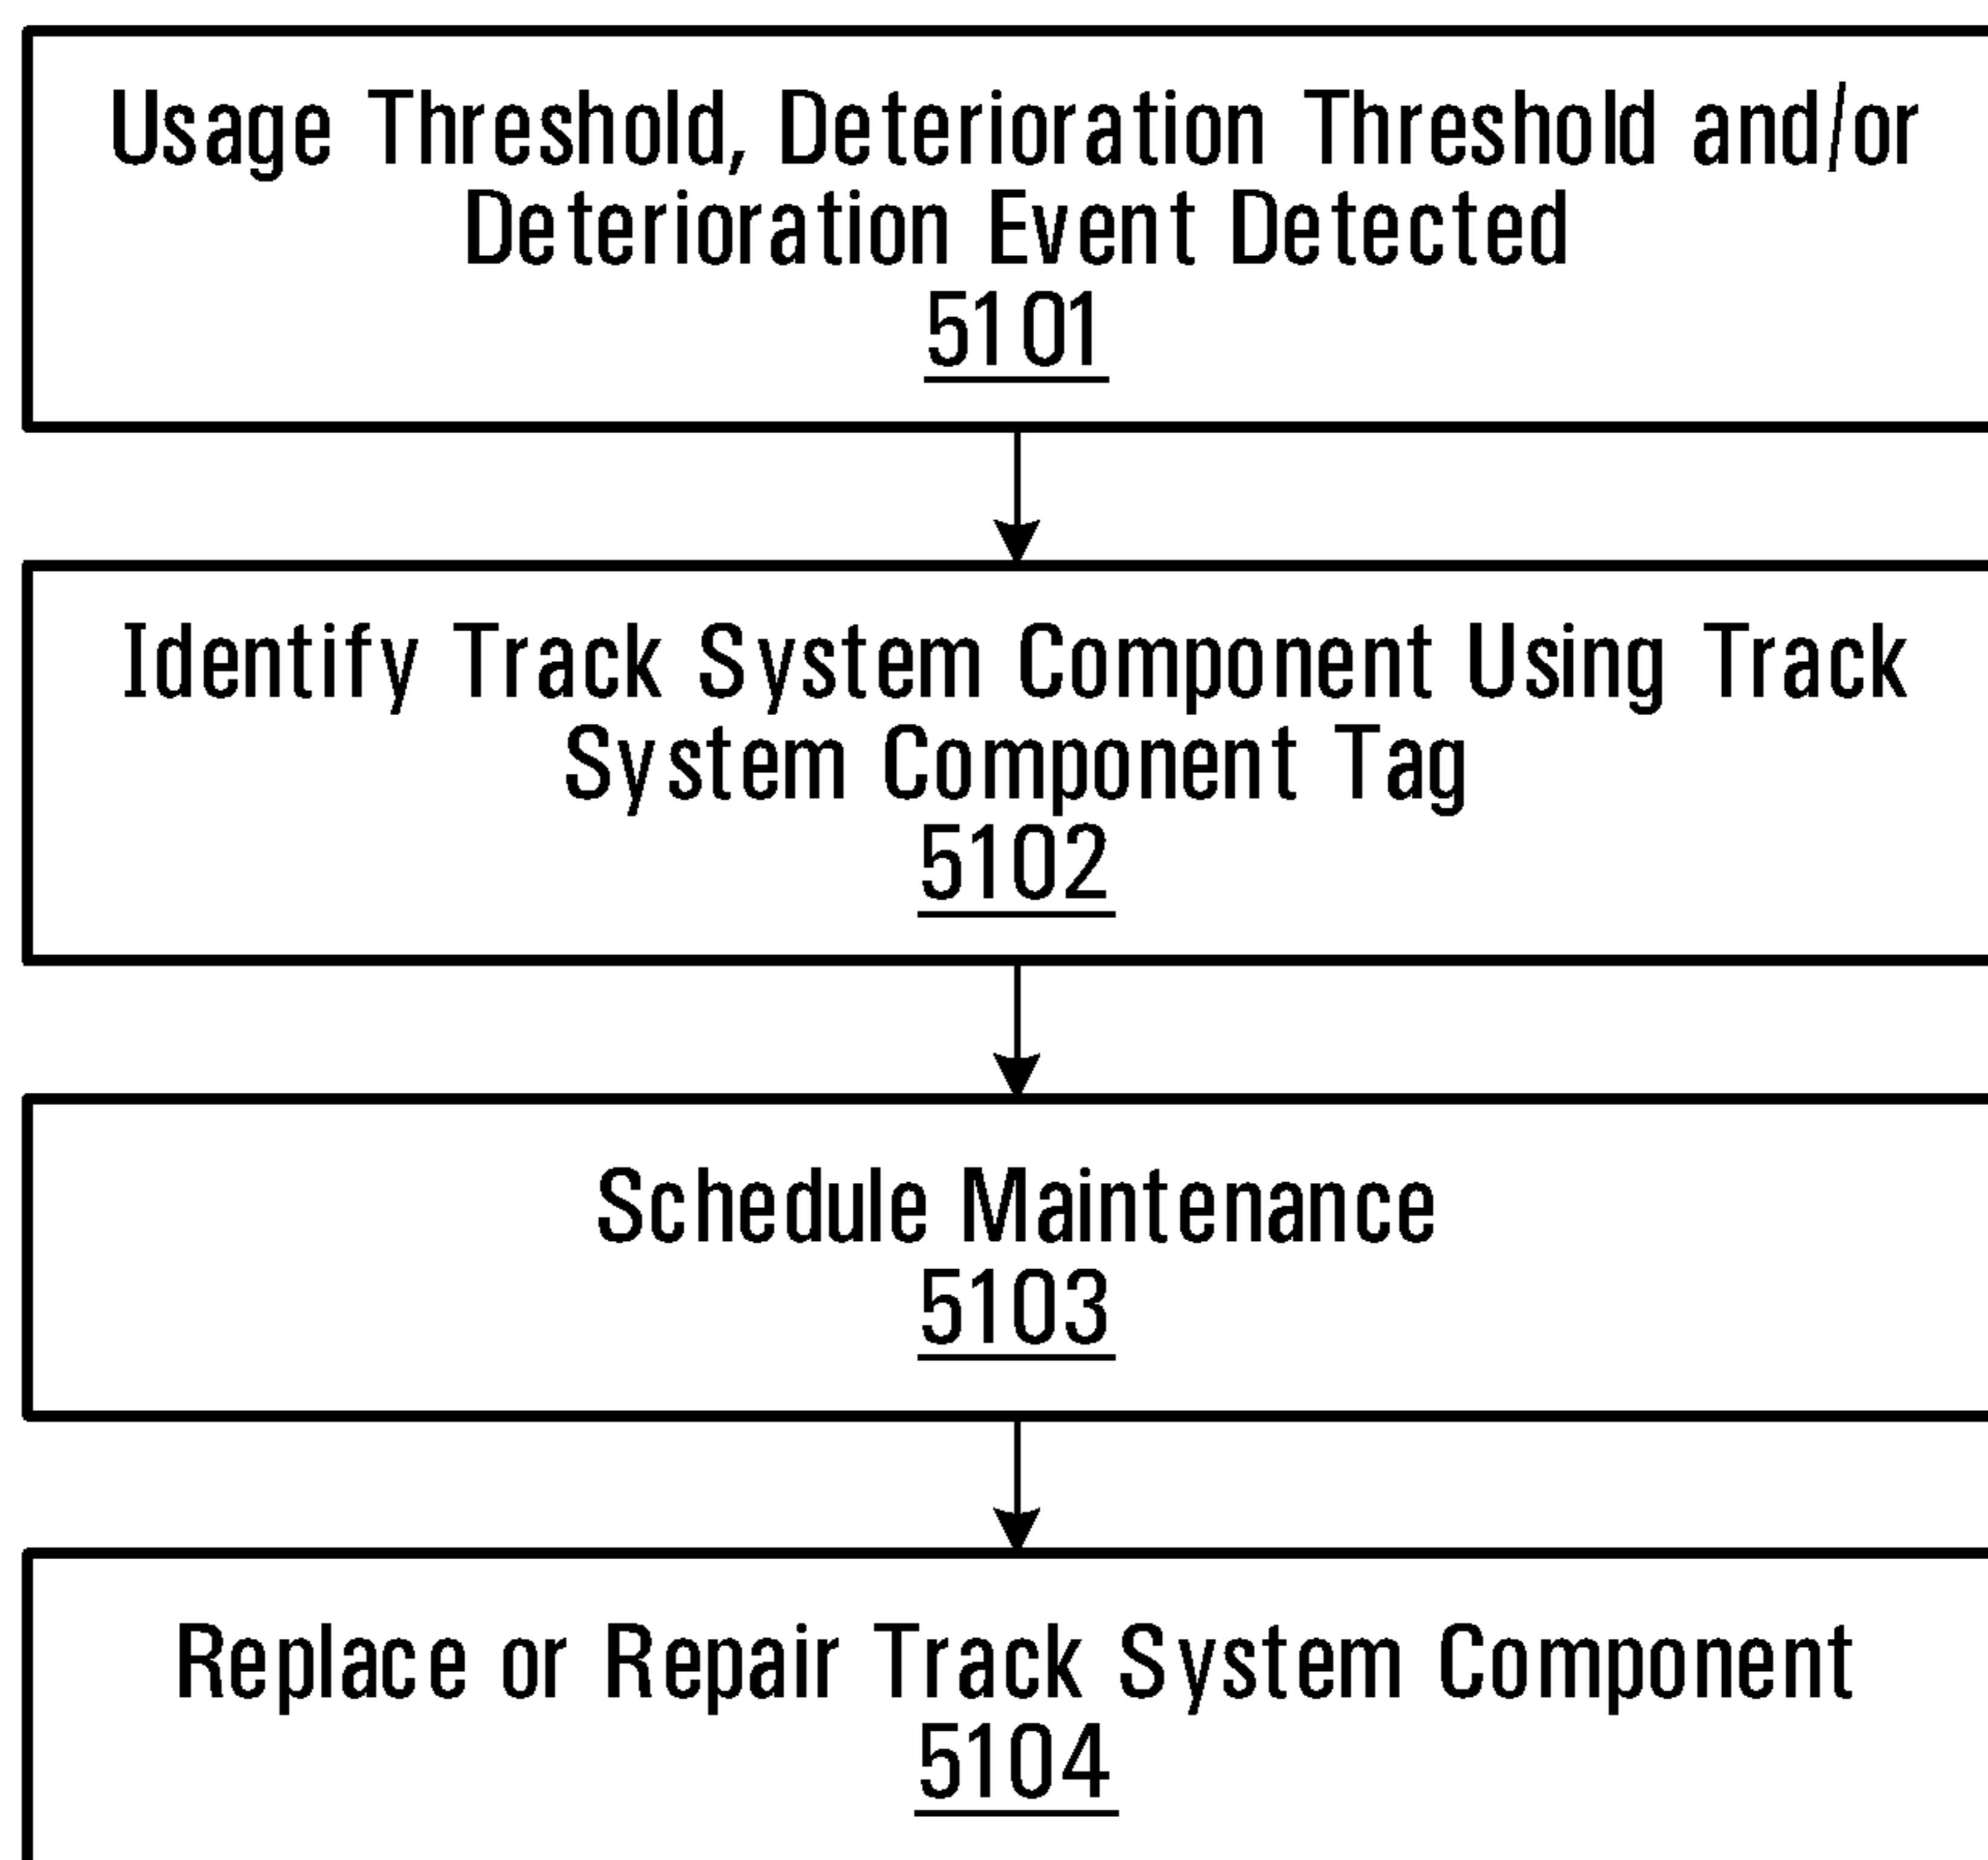 Usage Threshold, Deterioration Threshold and/or
Deterioration Event Detected
5101
Identify Track System Component Using Track
System Component Tag
5102
Schedule Maintenance
5103
Replace or Repair Track System Component
5104